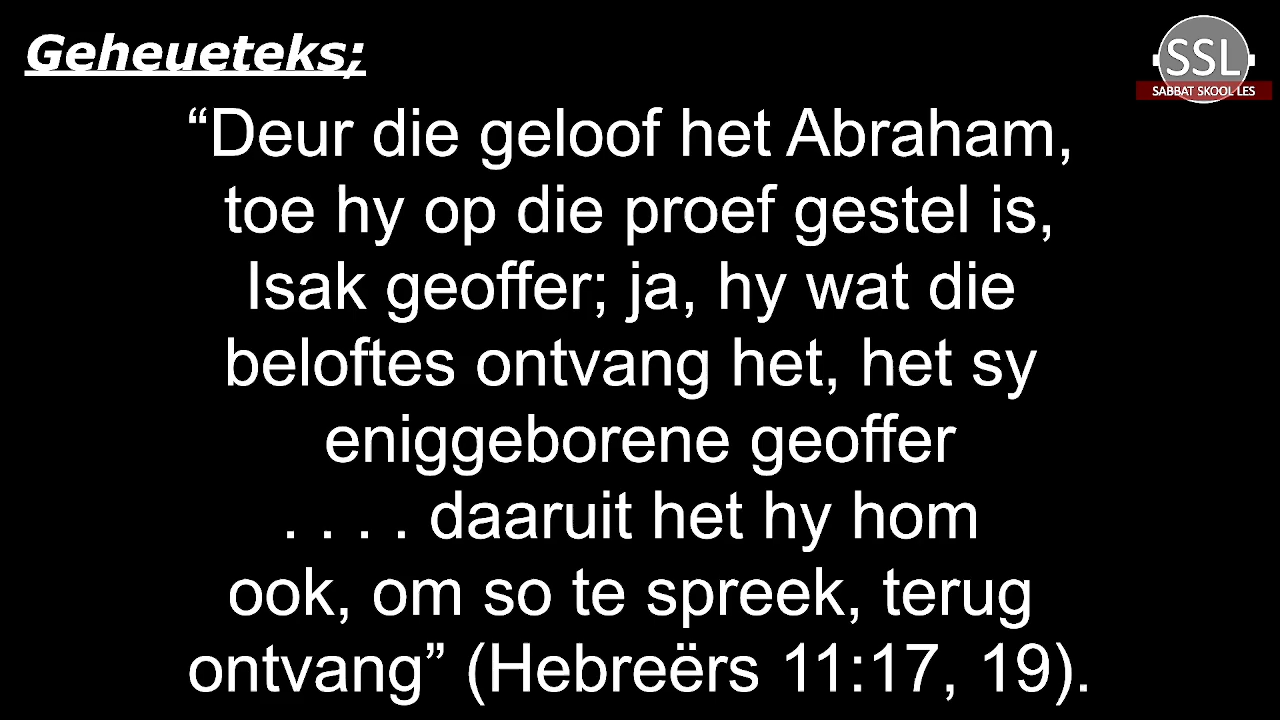 Geheueteks;
SSL
SABBAT SKOOL LES
“Deur die geloof het Abraham,
toe hy op die proef gestel is,
Isak geoffer; ja, hy wat die
beloftes ontvang het, het sy
eniggeborene geoffer
. . . . daaruit het hy hom
ook, om so te spreek, terug
ontvang” (Hebreërs 11:17, 19).